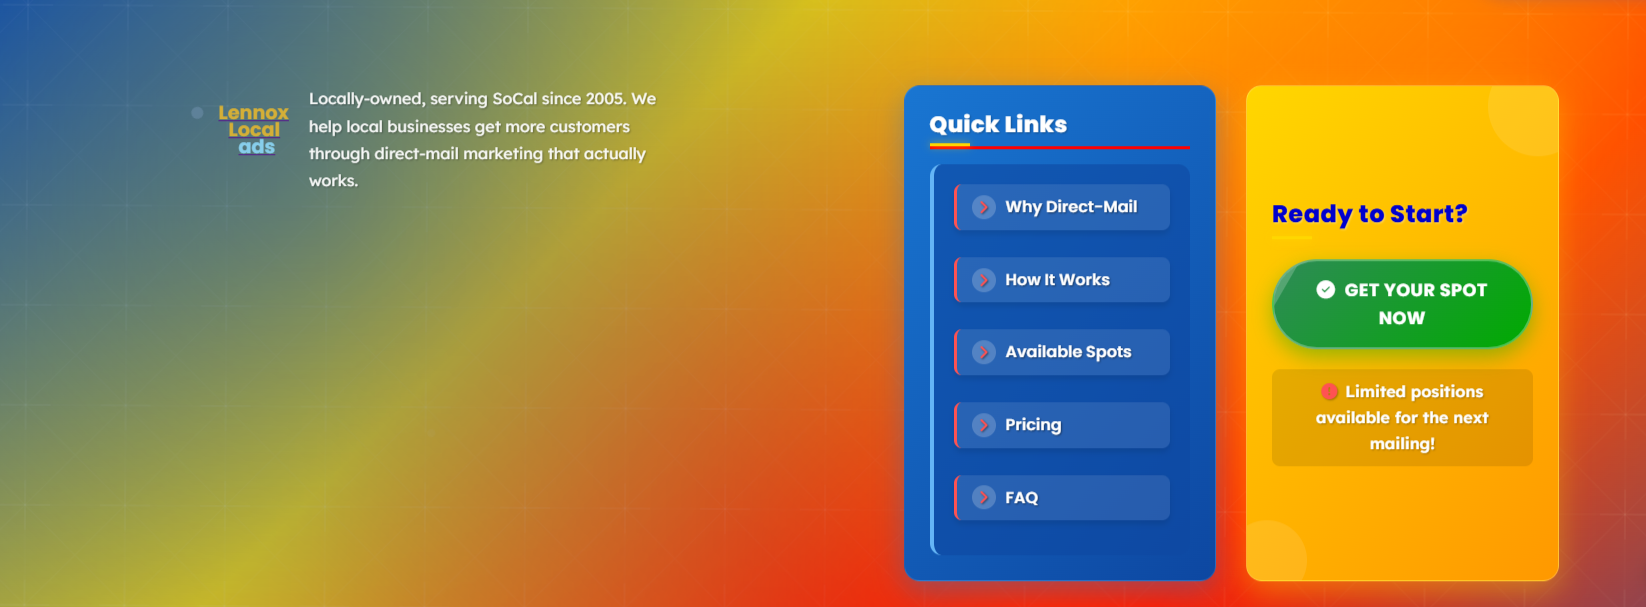 Lennox
Local
ads
Locally-owned, serving SoCal since 2005. We
help local businesses get more customers
through direct-mail marketing that actually
works.
Quick Links
Why Direct-Mail
How It Works
Available Spots
Pricing
FAQ
Ready to Start?
GET YOUR SPOT
NOW
Limited positions
available for the next
mailing!